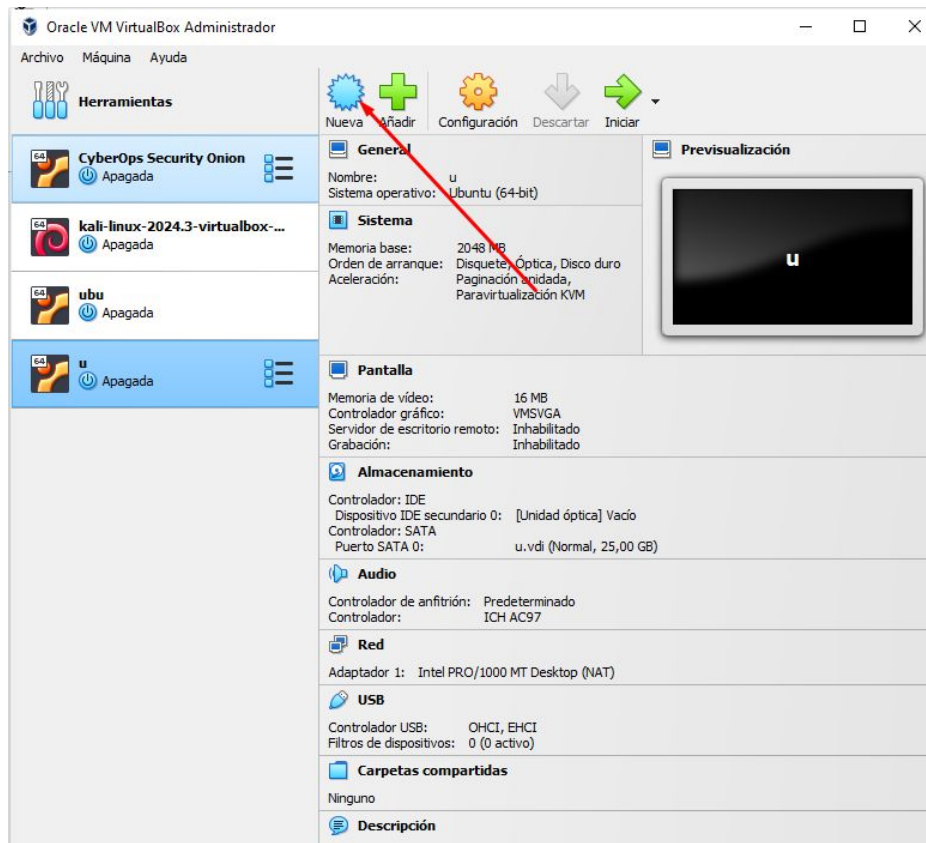 Oracle VM VirtualBox Administrador
Archivo Máquina Ayuda
Herramientas
Nueva Añadir Configuración Descartar Iniciar
64 CyberOps Security Onion
Apagada
64 kali-linux-2024.3-virtualbox-...
Apagada
64 ubu
Apagada
64 u
Apagada
General
Nombre: u
Sistema operativo: Ubuntu (64-bit)
Sistema
Memoria base: 2048 MB
Orden de arranque: Disquete, Óptica, Disco duro
Aceleración: Paginación anidada,
Paravirtualización KVM
Previsualización
u
Pantalla
Memoria de vídeo: 16 MB
Controlador gráfico: VMSVGA
Servidor de escritorio remoto: Inhabilitado
Grabación: Inhabilitado
Almacenamiento
Controlador: IDE
Dispositivo IDE secundario 0: [Unidad óptica] Vacío
Controlador: SATA
Puerto SATA 0: u.vdi (Normal, 25,00 GB)
Audio
Controlador de anfitrión: Predeterminado
Controlador: ICH AC97
Red
Adaptador 1: Intel PRO/1000 MT Desktop (NAT)
USB
Controlador USB: OHCI, EHCI
Filtros de dispositivos: 0 (0 activo)
Carpetas compartidas
Ninguno
Descripción